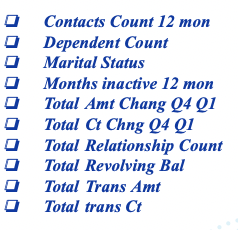 ❑ Contacts Count 12 mon
❑ Dependent Count
❑ Marital Status
❑ Months inactive 12 mon
❑ Total Amt Chang Q4 Q1
❑ Total Ct Chng Q4 Q1
❑ Total Relationship Count
❑ Total Revolving Bal
❑ Total Trans Amt
❑ Total trans Ct